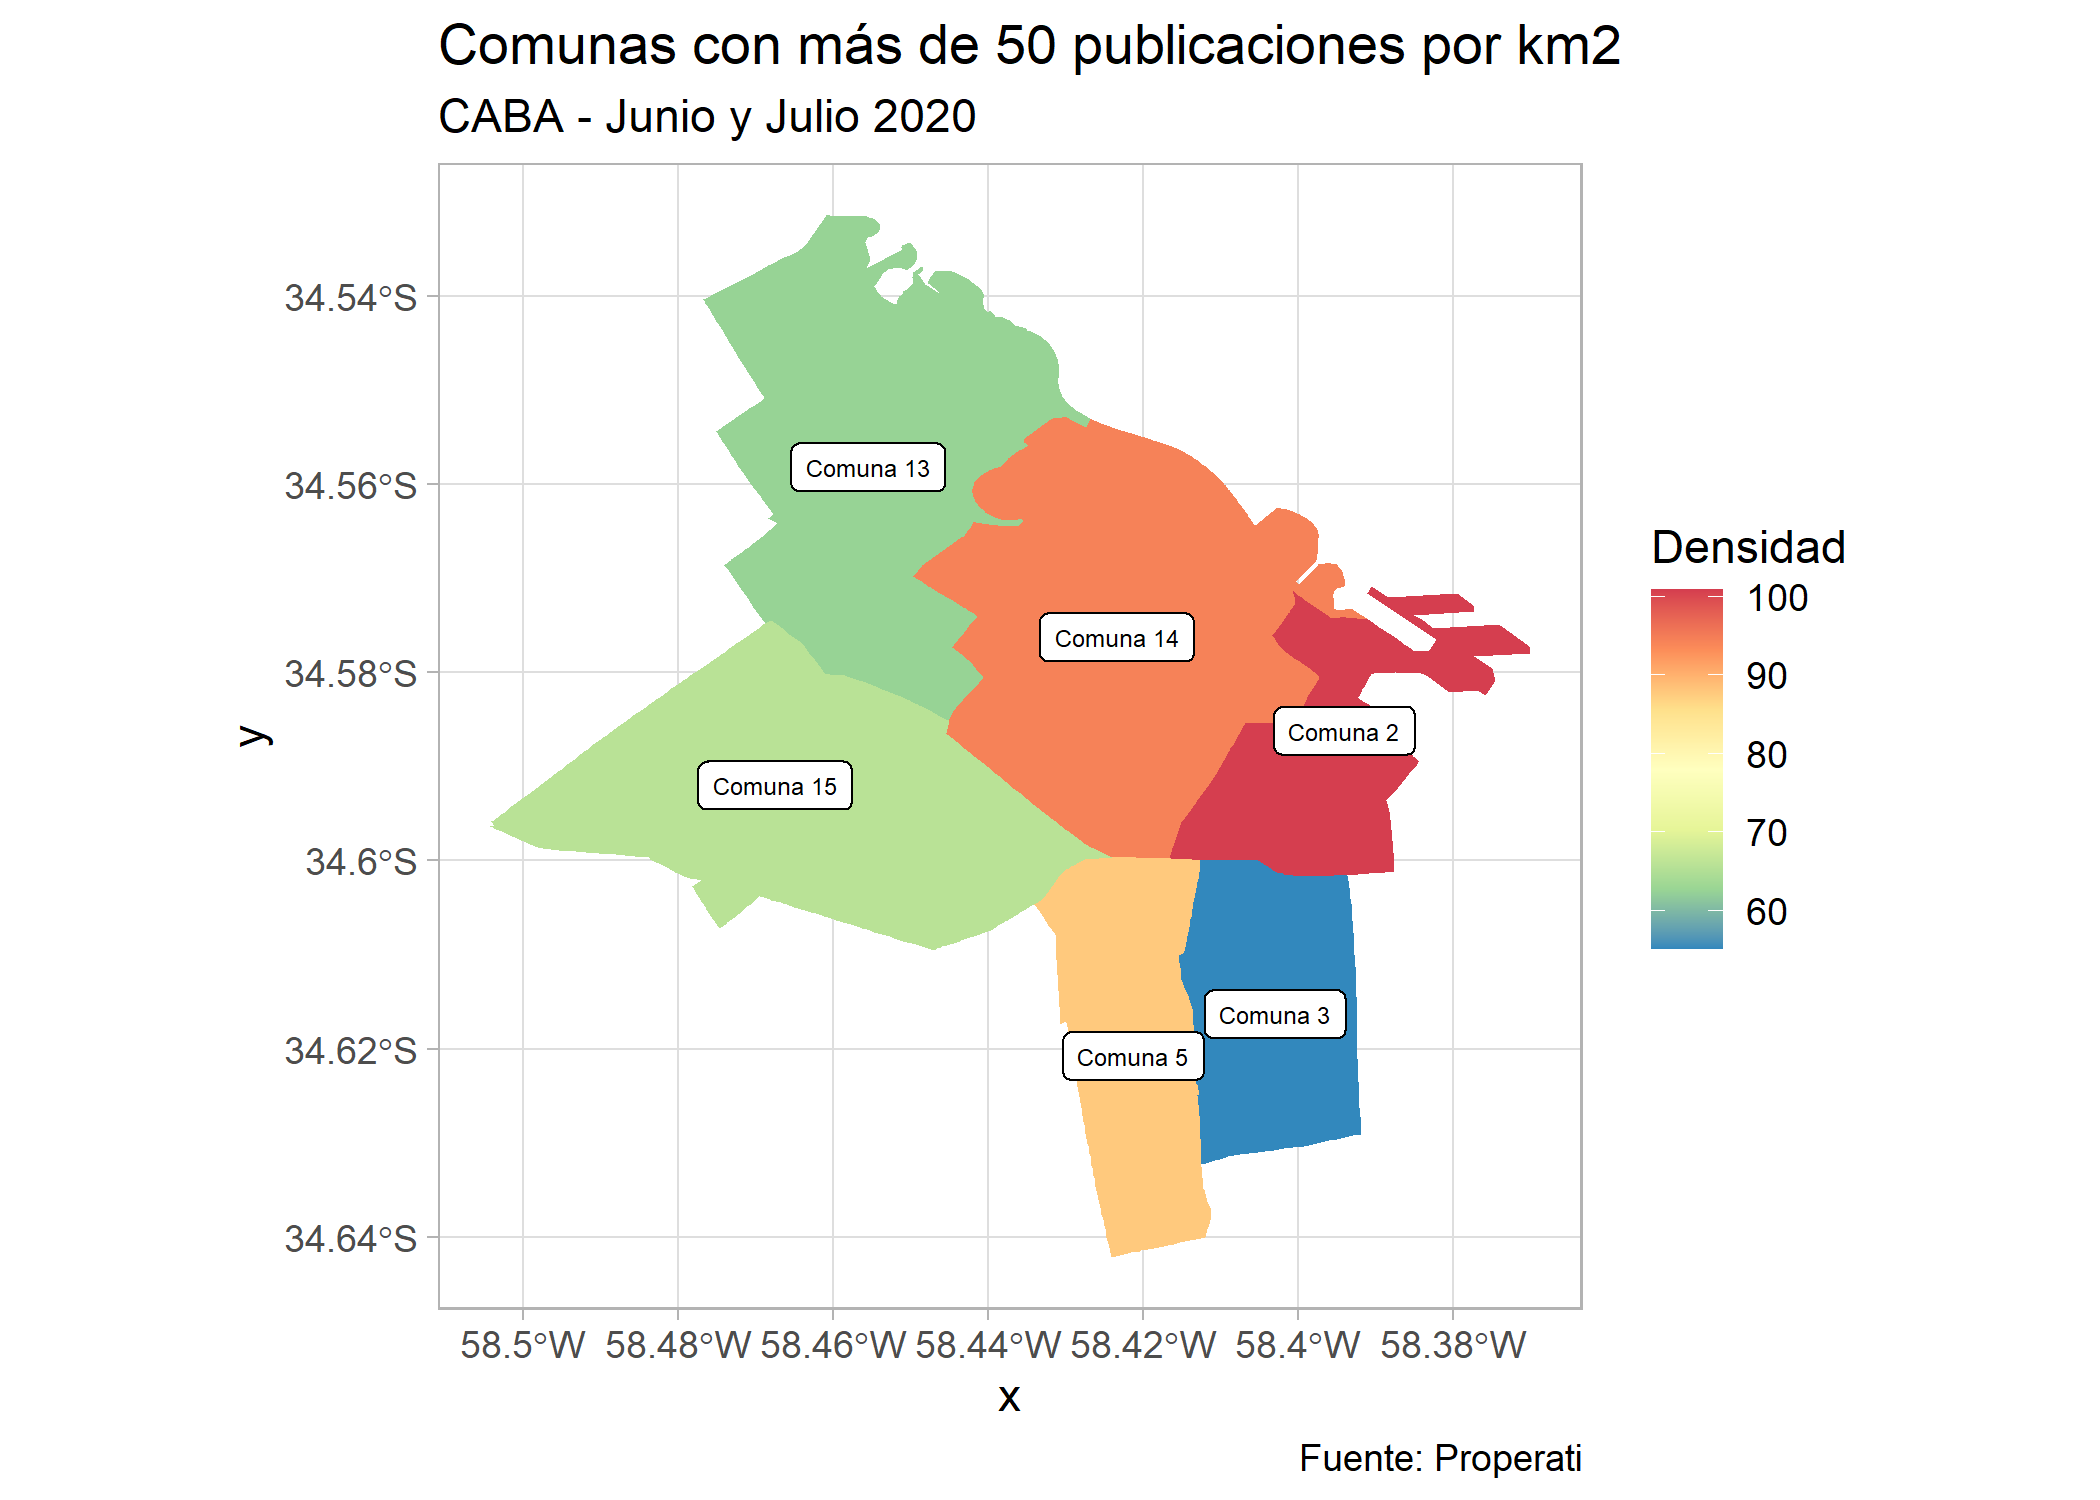 Comunas con más de 50 publicaciones por km2
CABA - Junio y Julio 2020
34.54°S
34.56°S
34.58°S
34.6°S
34.62°S
34.64°S
y
Comuna 13
Comuna 14
Comuna 2
Comuna 15
Comuna 3
Comuna 5
Densidad
100
90
80
70
60
58.5°W 58.48°W 58.46°W 58.44°W 58.42°W 58.4°W 58.38°W
x
Fuente: Properati